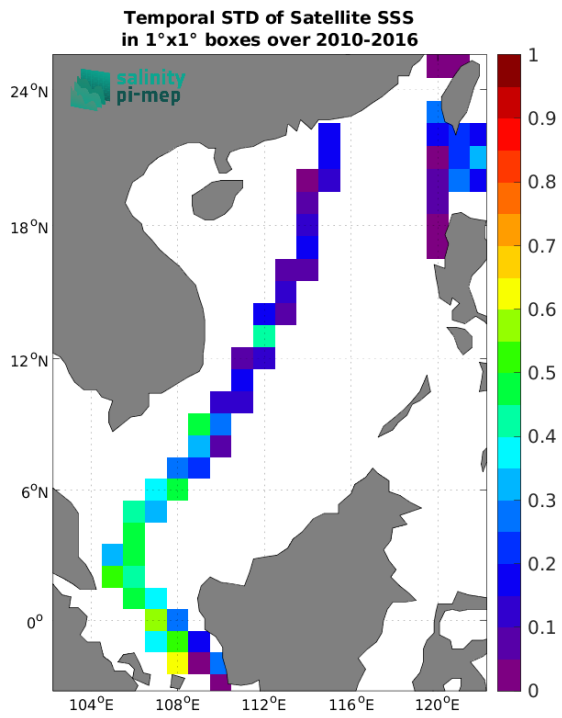 Temporal STD of Satellite SSS
in 1°x1° boxes over 2010-2016
salinity
pi-mep
24°N
18°N
12°N
6°N
0°
104°E
108°E
112°E
116°E
120°E
1
0.9
0.8
0.7
0.6
0.5
0.4
0.3
0.2
0.1
0